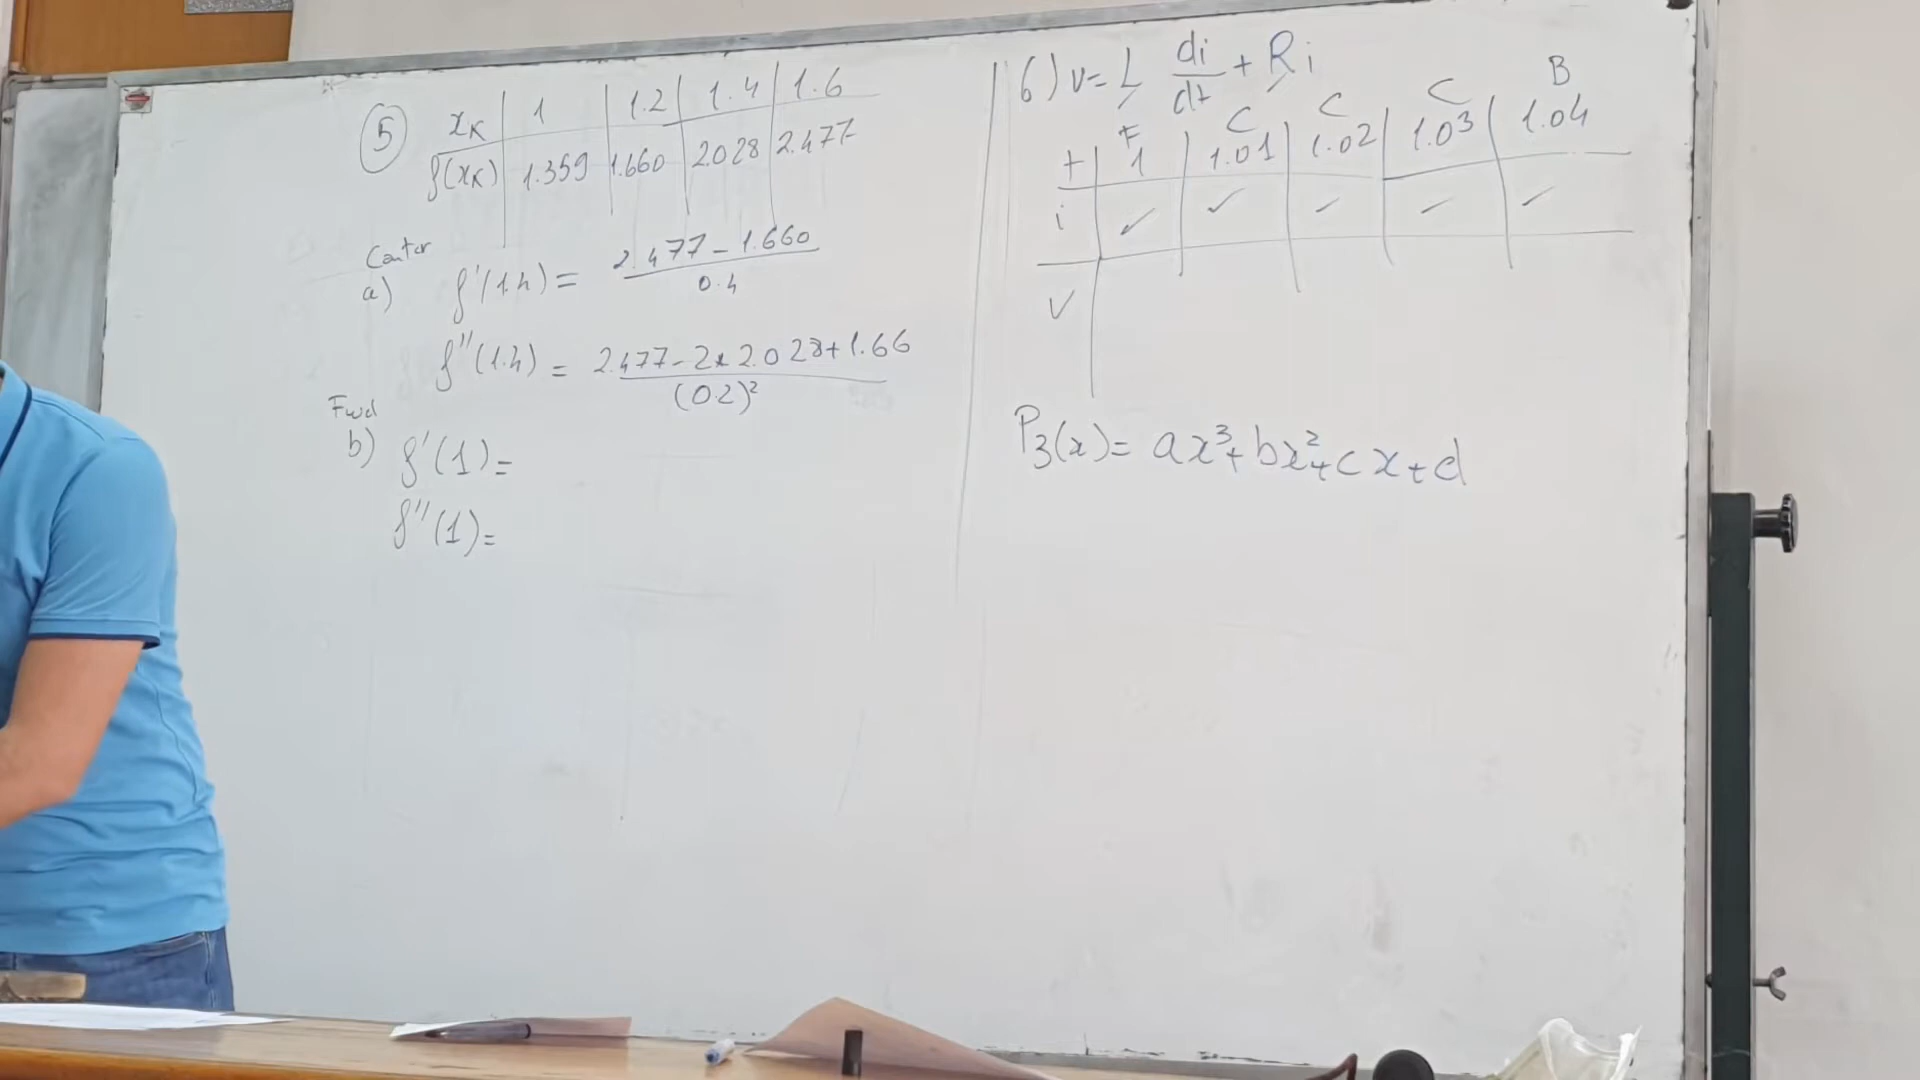 5
xK | 1 | 1.2 | 1.4 | 1.6
f(xK) | 1.359 | 1.660 | 2.028 | 2.477
Center
a) f'(1.4) = (2.477 - 1.660) / 0.4
f''(1.4) = (2.477 - 2 * 2.028 + 1.66) / (0.2)²
Fwd
b) f'(1) =
f''(1) =
6) v = L di/dt + Ri
F C C C B
t | 1 | 1.01 | 1.02 | 1.03 | 1.04
i | ✓ | ✓ | ✓ | ✓ | ✓
V
P₃(x) = ax³ + bx² + cx + d